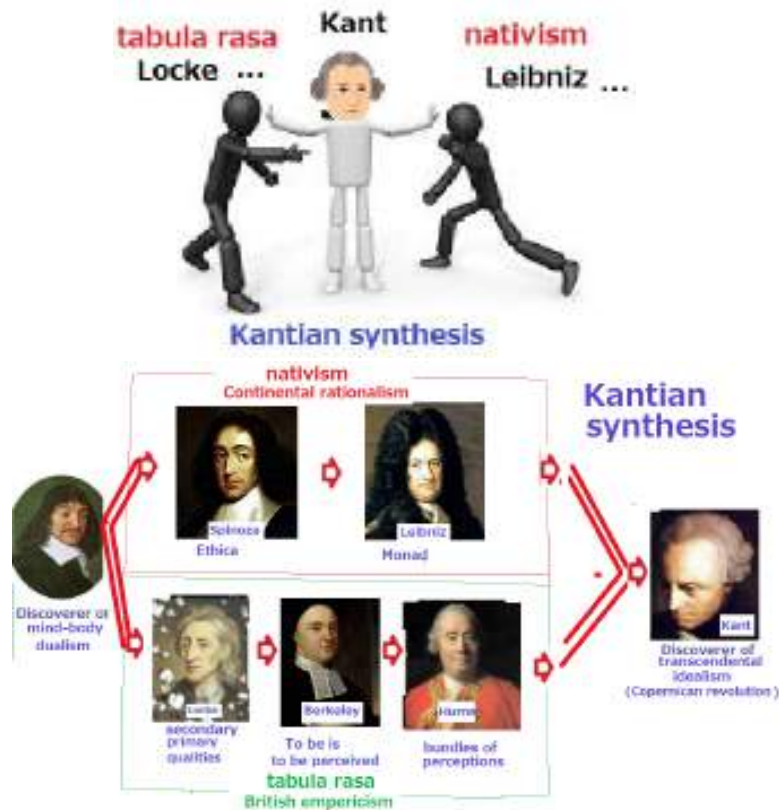 tabula rasa
Locke ...
Kant
nativism
Leibniz ...
Kantian synthesis
nativism
Continental rationalism
Kantian
synthesis
Spinoza
Ethica
Leibniz
Monad
Discoverer of
mind-body
dualism
Kant
Discoverer of
transcendental
idealism
(Copernican revolution)
Locke
secondary
primary
qualities
Berkeley
To be is
to be perceived
Hume
bundles of
perceptions
tabula rasa
British empericism